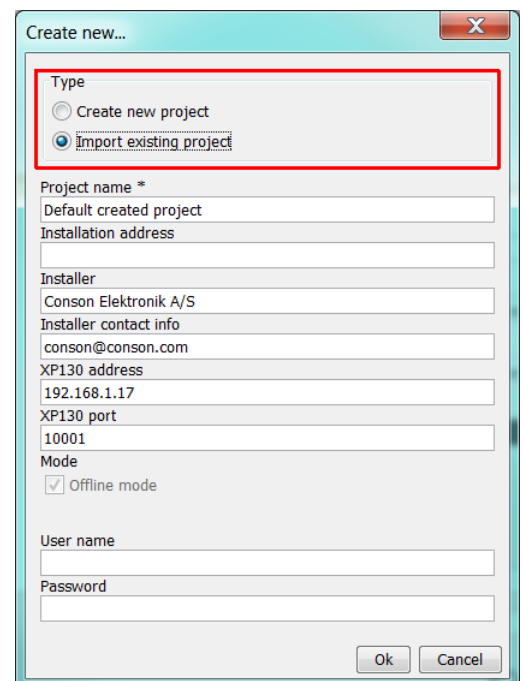 Create new...
Type
Create new project
Import existing project
Project name *
Default created project
Installation address
Installer
Conson Elektronik A/S
Installer contact info
conson@conson.com
XP130 address
192.168.1.17
XP130 port
10001
Mode
Offline mode
User name
Password
Ok Cancel